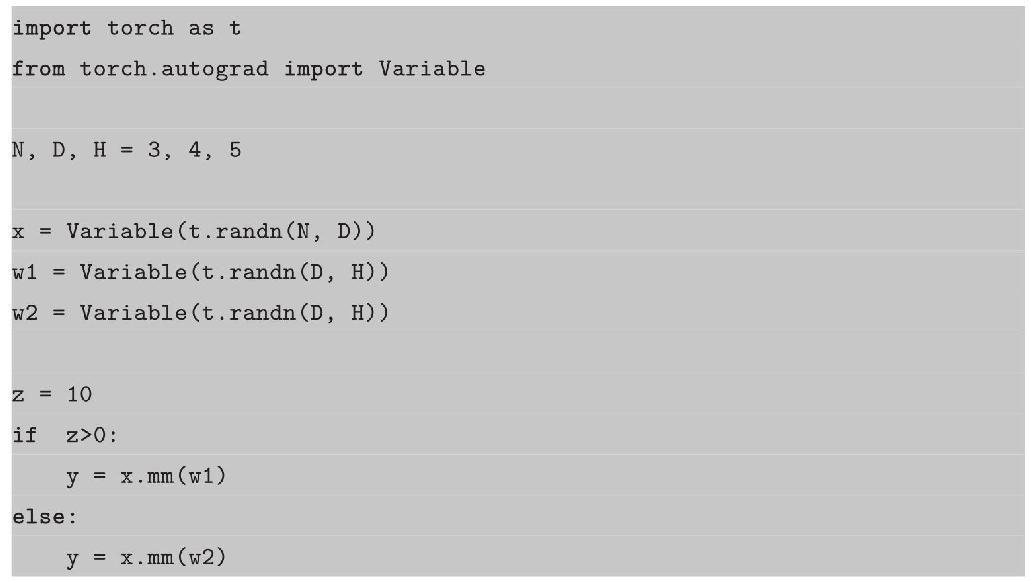 import torch as t
from torch.autograd import Variable
N, D, H = 3, 4, 5
x = Variable(t.randn(N, D))
w1 = Variable(t.randn(D, H))
w2 = Variable(t.randn(D, H))
z = 10
if  z>0:
    y = x.mm(w1)
else:
    y = x.mm(w2)